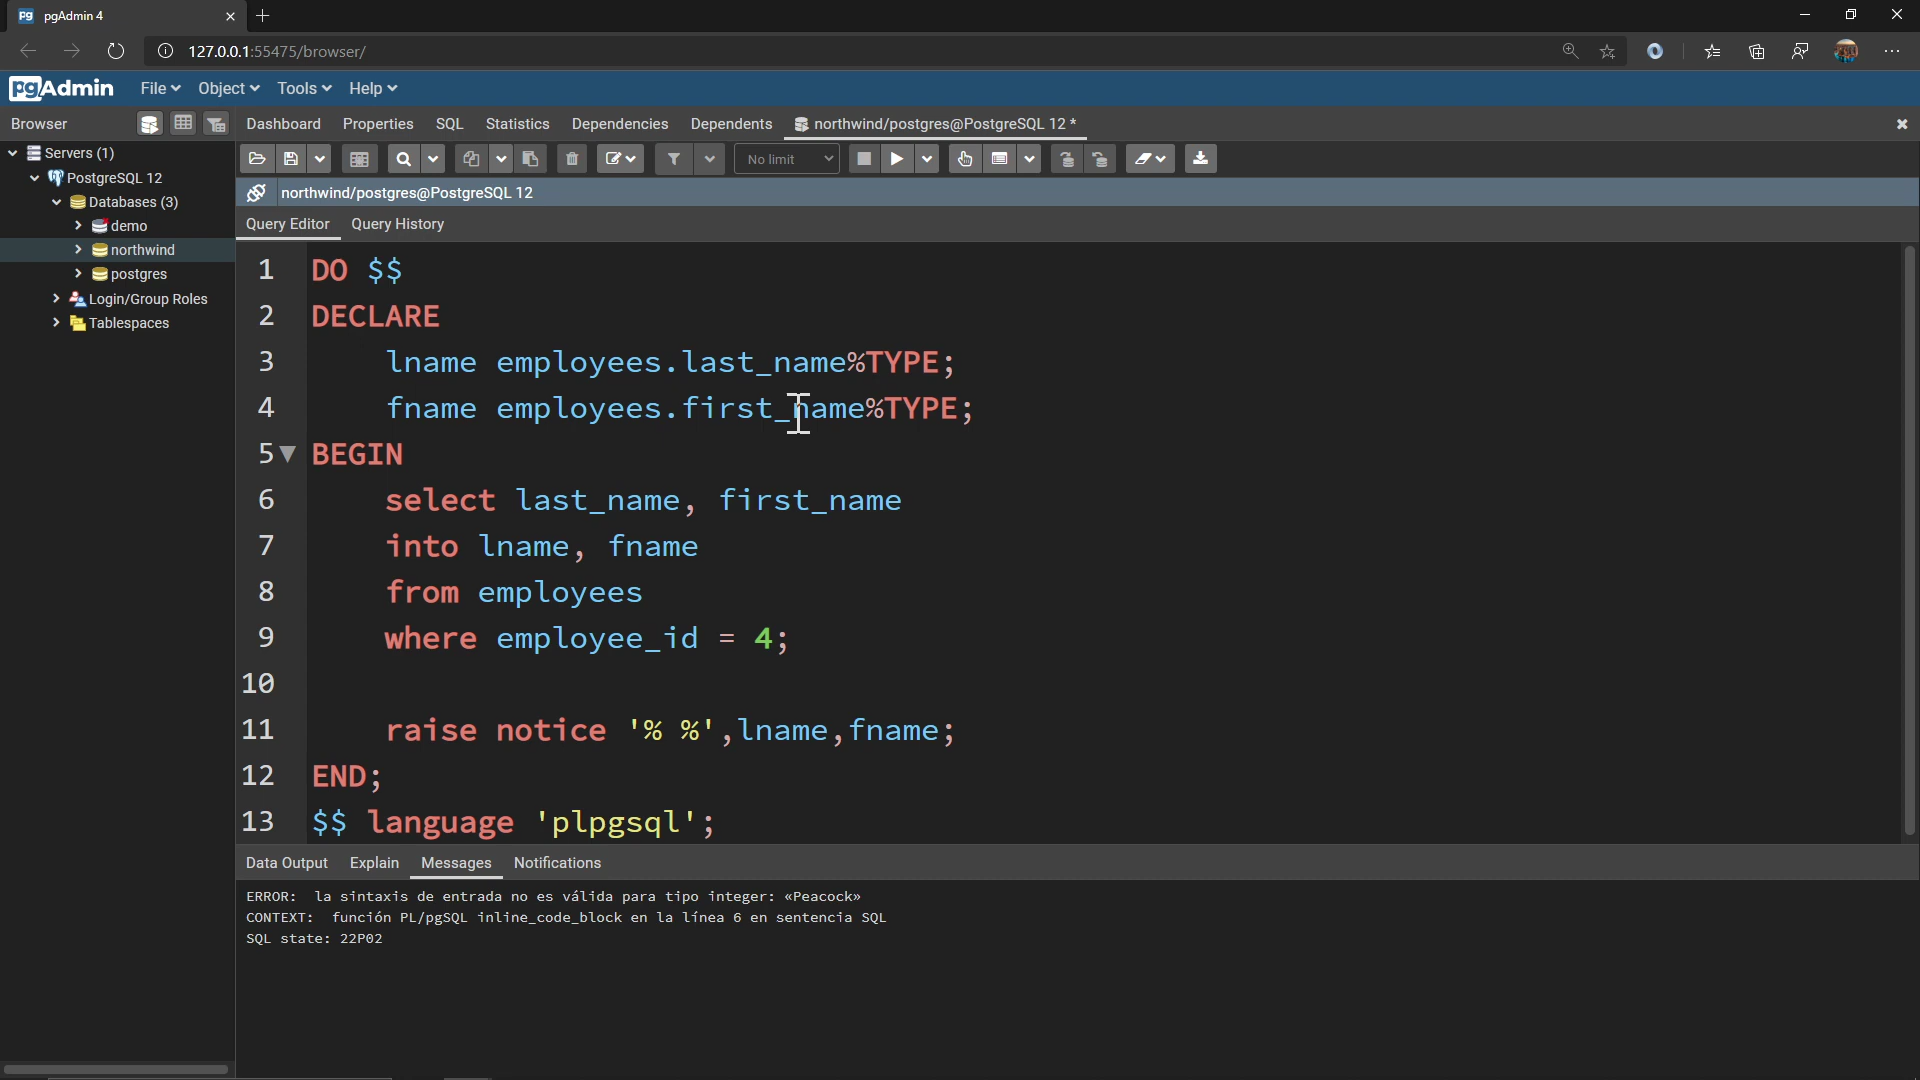 pgAdmin 4
127.0.0.1:55475/browser/
pgAdmin File Object Tools Help
Browser
Dashboard Properties SQL Statistics Dependencies Dependents northwind/postgres@PostgreSQL 12 *
Servers (1)
PostgreSQL 12
Databases (3)
demo
northwind
postgres
Login/Group Roles
Tablespaces
No limit
northwind/postgres@PostgreSQL 12
Query Editor Query History
1 DO $$
2 DECLARE
3 lname employees.last_name%TYPE;
4 fname employees.first_name%TYPE;
5 BEGIN
6 select last_name, first_name
7 into lname, fname
8 from employees
9 where employee_id = 4;
10
11 raise notice '% %',lname,fname;
12 END;
13 $$ language 'plpgsql';
Data Output Explain Messages Notifications
ERROR: la sintaxis de entrada no es válida para tipo integer: «Peacock»
CONTEXT: función PL/pgSQL inline_code_block en la línea 6 en sentencia SQL
SQL state: 22P02